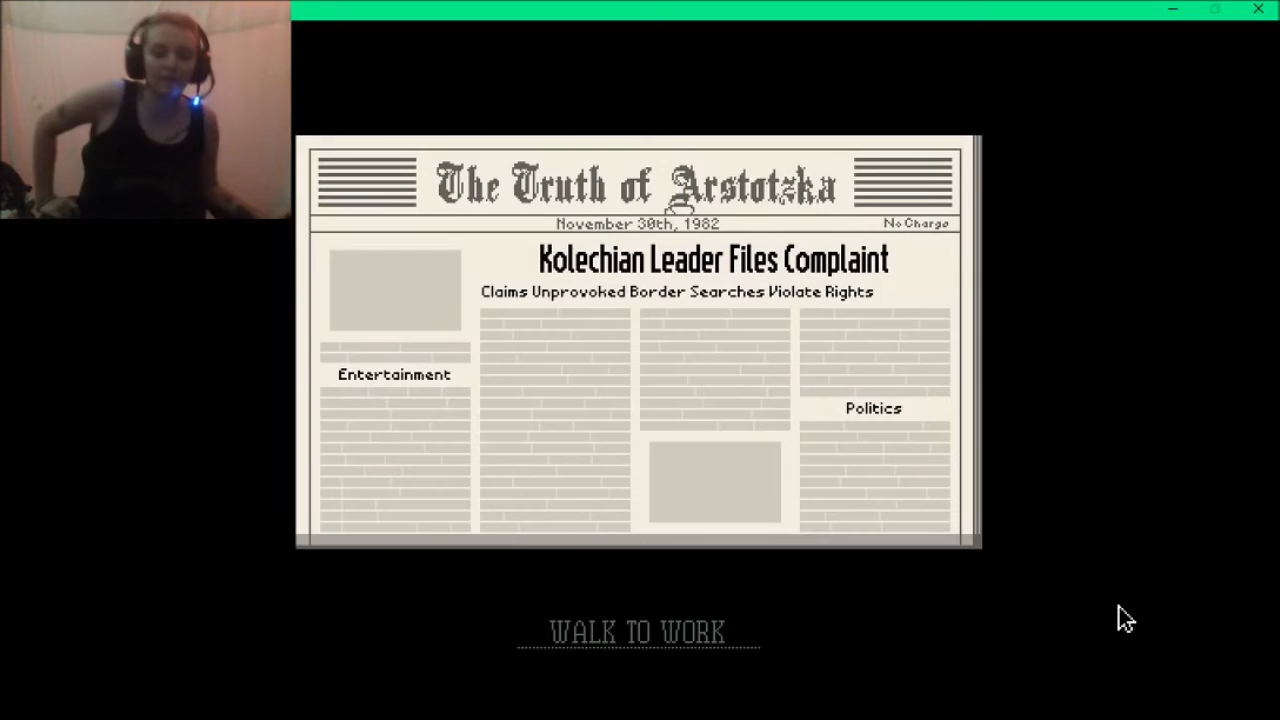 The Truth of Arstotzka
November 30th, 1982
No Charge
Kolechian Leader Files Complaint
Claims Unprovoked Border Searches Violate Rights
Entertainment
Politics
WALK TO WORK